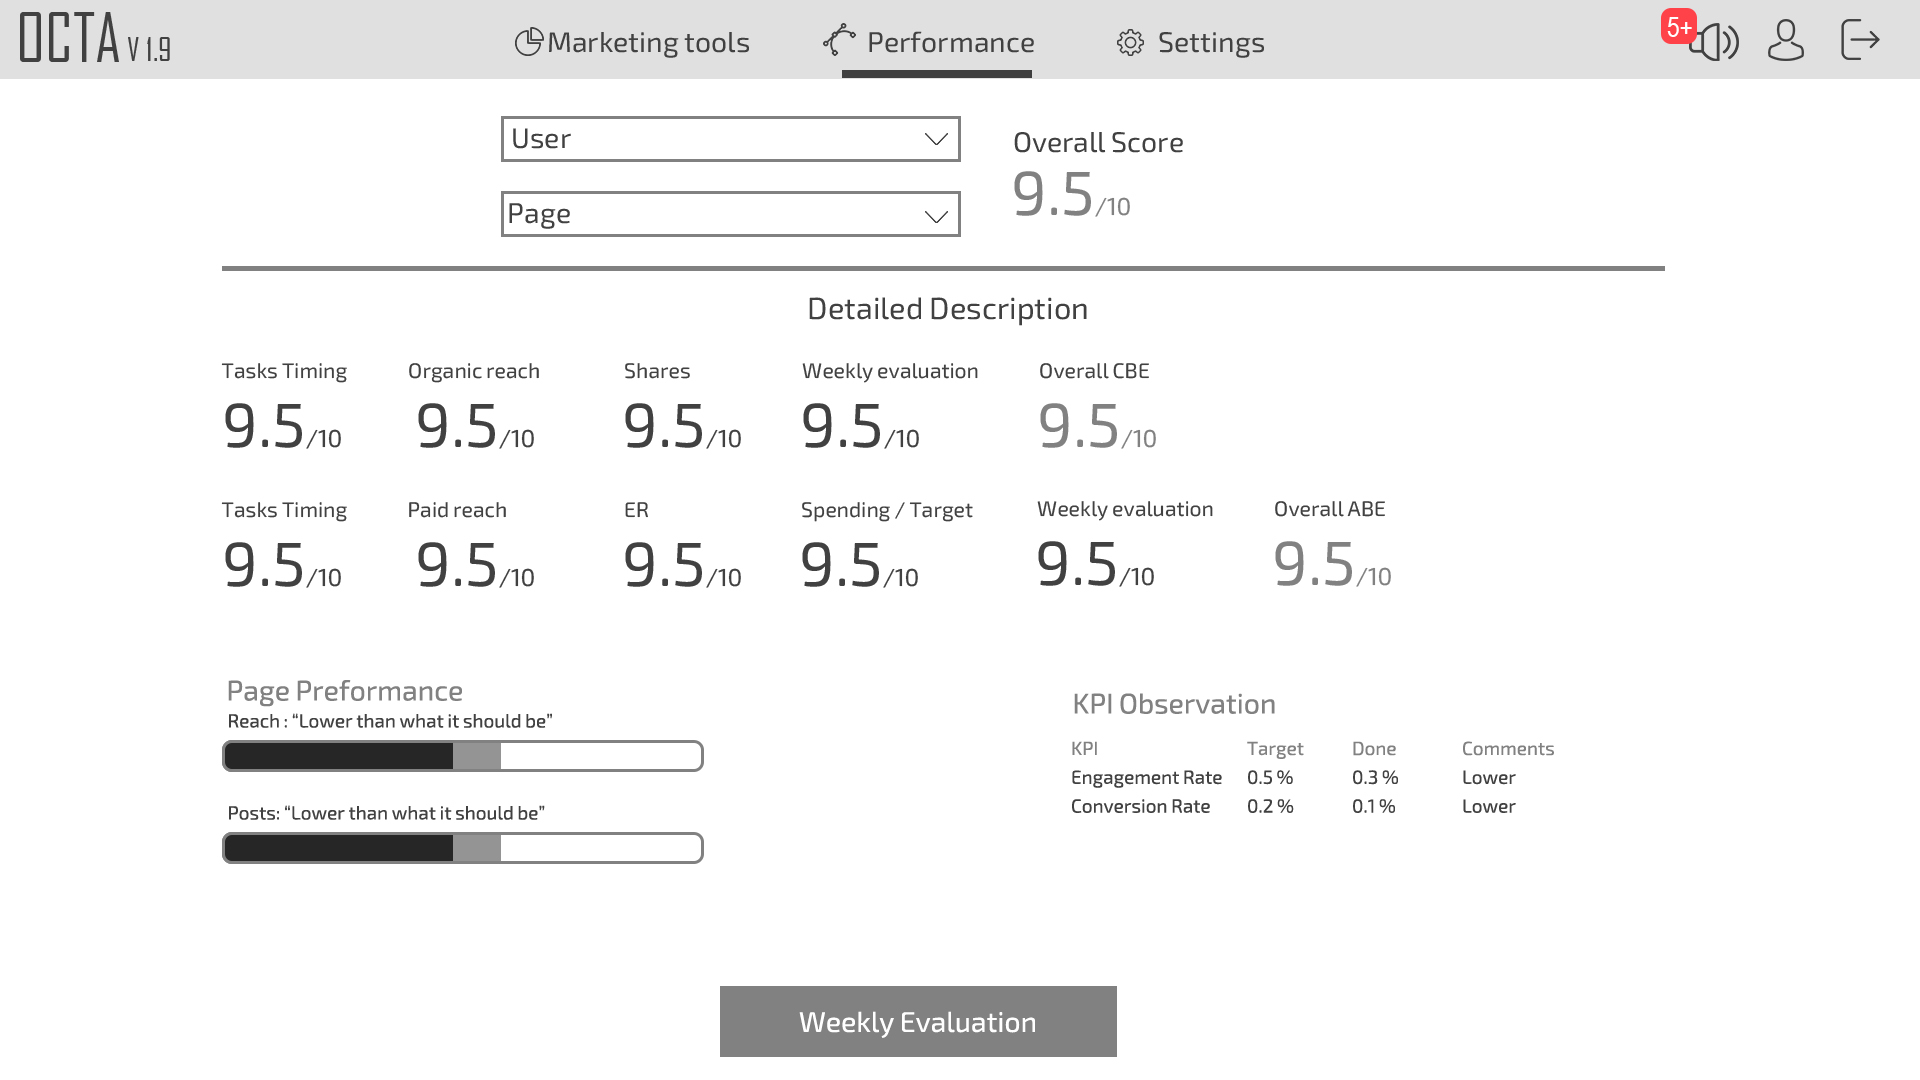 OCTA V 1.9
Marketing tools
Performance
Settings
5+
User
Page
Overall Score
9.5/10
Detailed Description
Tasks Timing Organic reach Shares Weekly evaluation Overall CBE
9.5/10 9.5/10 9.5/10 9.5/10 9.5/10
Tasks Timing Paid reach ER Spending / Target Weekly evaluation Overall ABE
9.5/10 9.5/10 9.5/10 9.5/10 9.5/10 9.5/10
Page Preformance
Reach : “Lower than what it should be”
Posts: “Lower than what it should be”
KPI Observation
KPI Target Done Comments
Engagement Rate 0.5 % 0.3 % Lower
Conversion Rate 0.2 % 0.1 % Lower
Weekly Evaluation